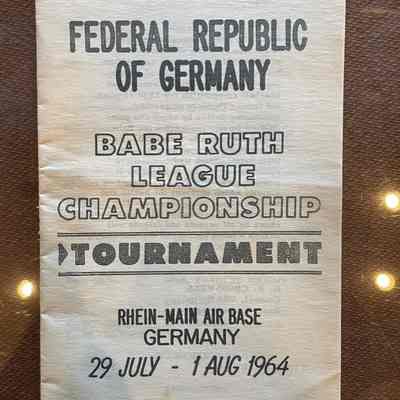 FEDERAL REPUBLIC
OF GERMANY
BABE RUTH
LEAGUE
CHAMPIONSHIP
TOURNAMENT
RHEIN-MAIN AIR BASE
GERMANY
29 JULY - 1 AUG 1964